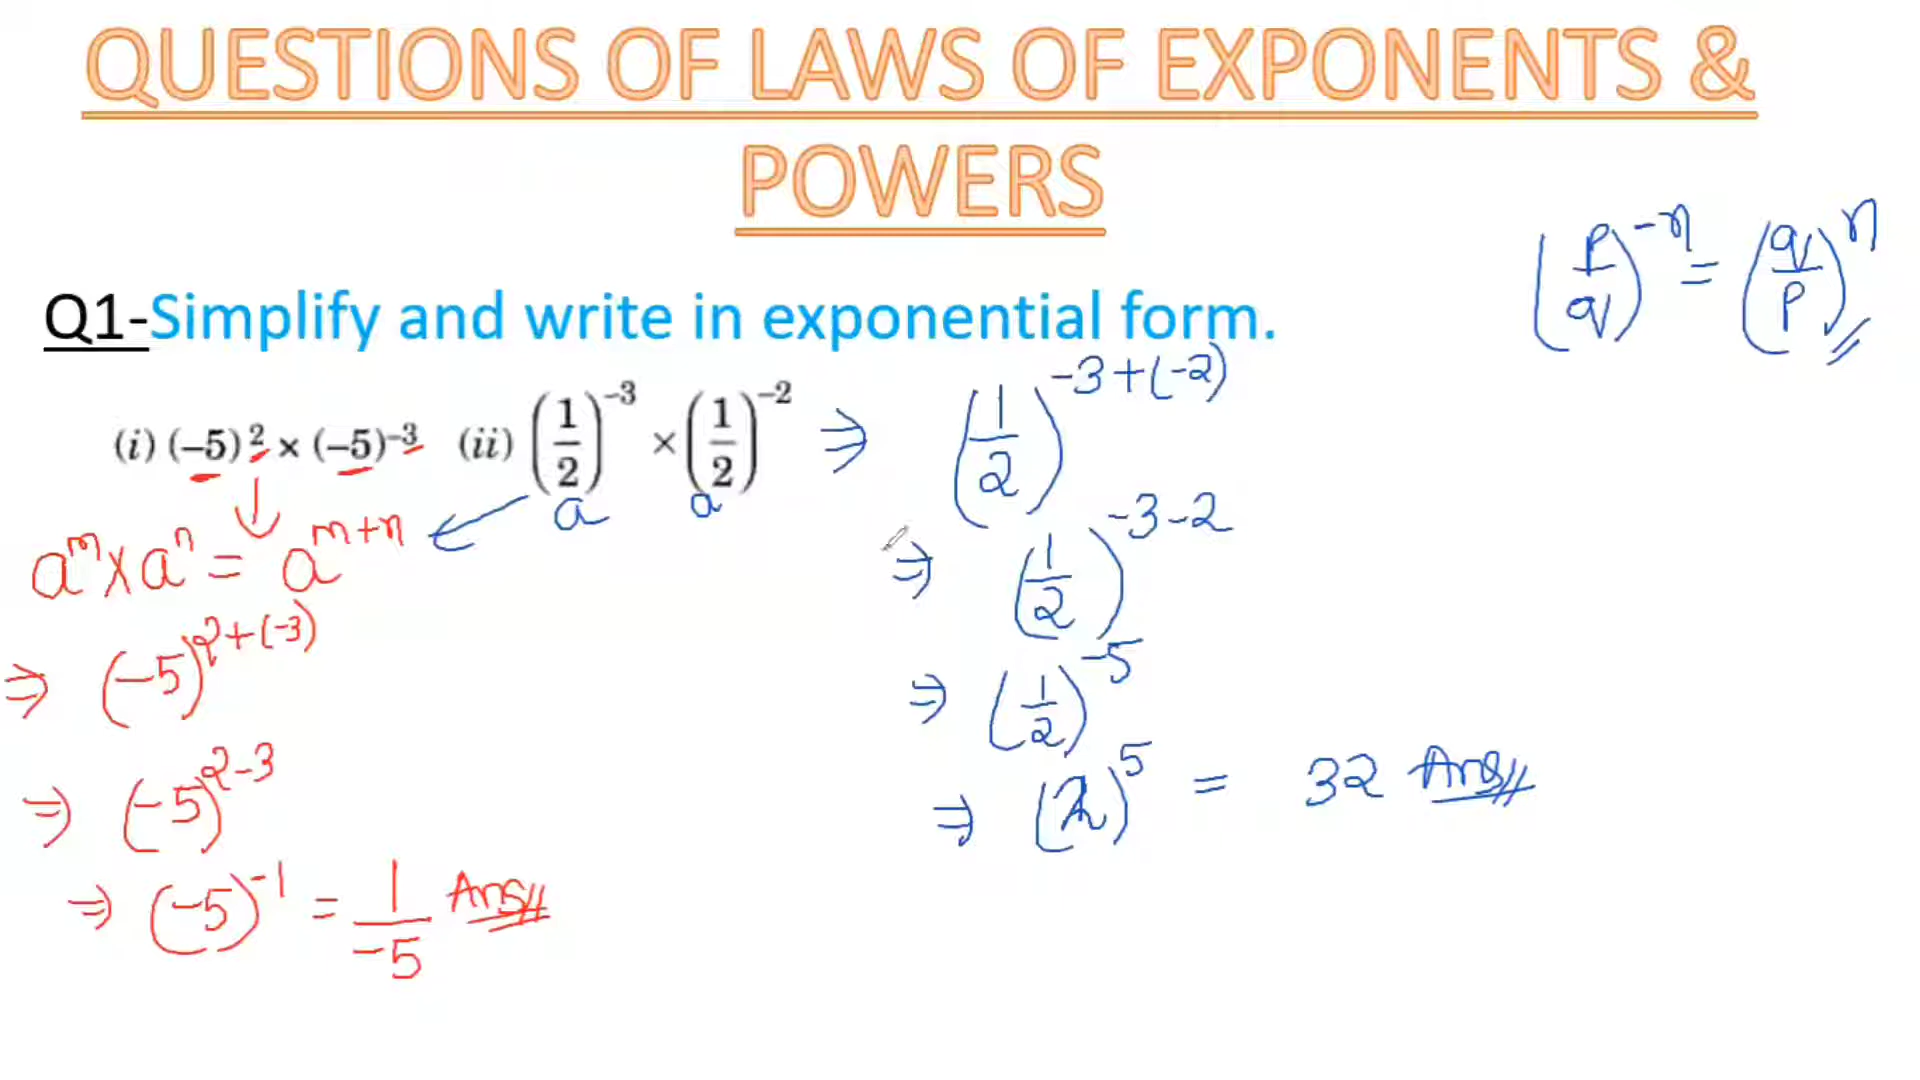 QUESTIONS OF LAWS OF EXPONENTS &
POWERS
(p/q)^-n = (q/p)^n
Q1-Simplify and write in exponential form.
(i) (–5)^2 × (–5)^–3 (ii) (1/2)^–3 × (1/2)^–2
⇒ (1/2)^-3+(-2)
a a
a^m × a^n = a^m+n
⇒ (-5)^2+(-3)
⇒ (-5)^2-3
⇒ (-5)^-1 = 1/-5 Ans
⇒ (1/2)^-3-2
⇒ (1/2)^-5
⇒ (2)^5 = 32 Ans